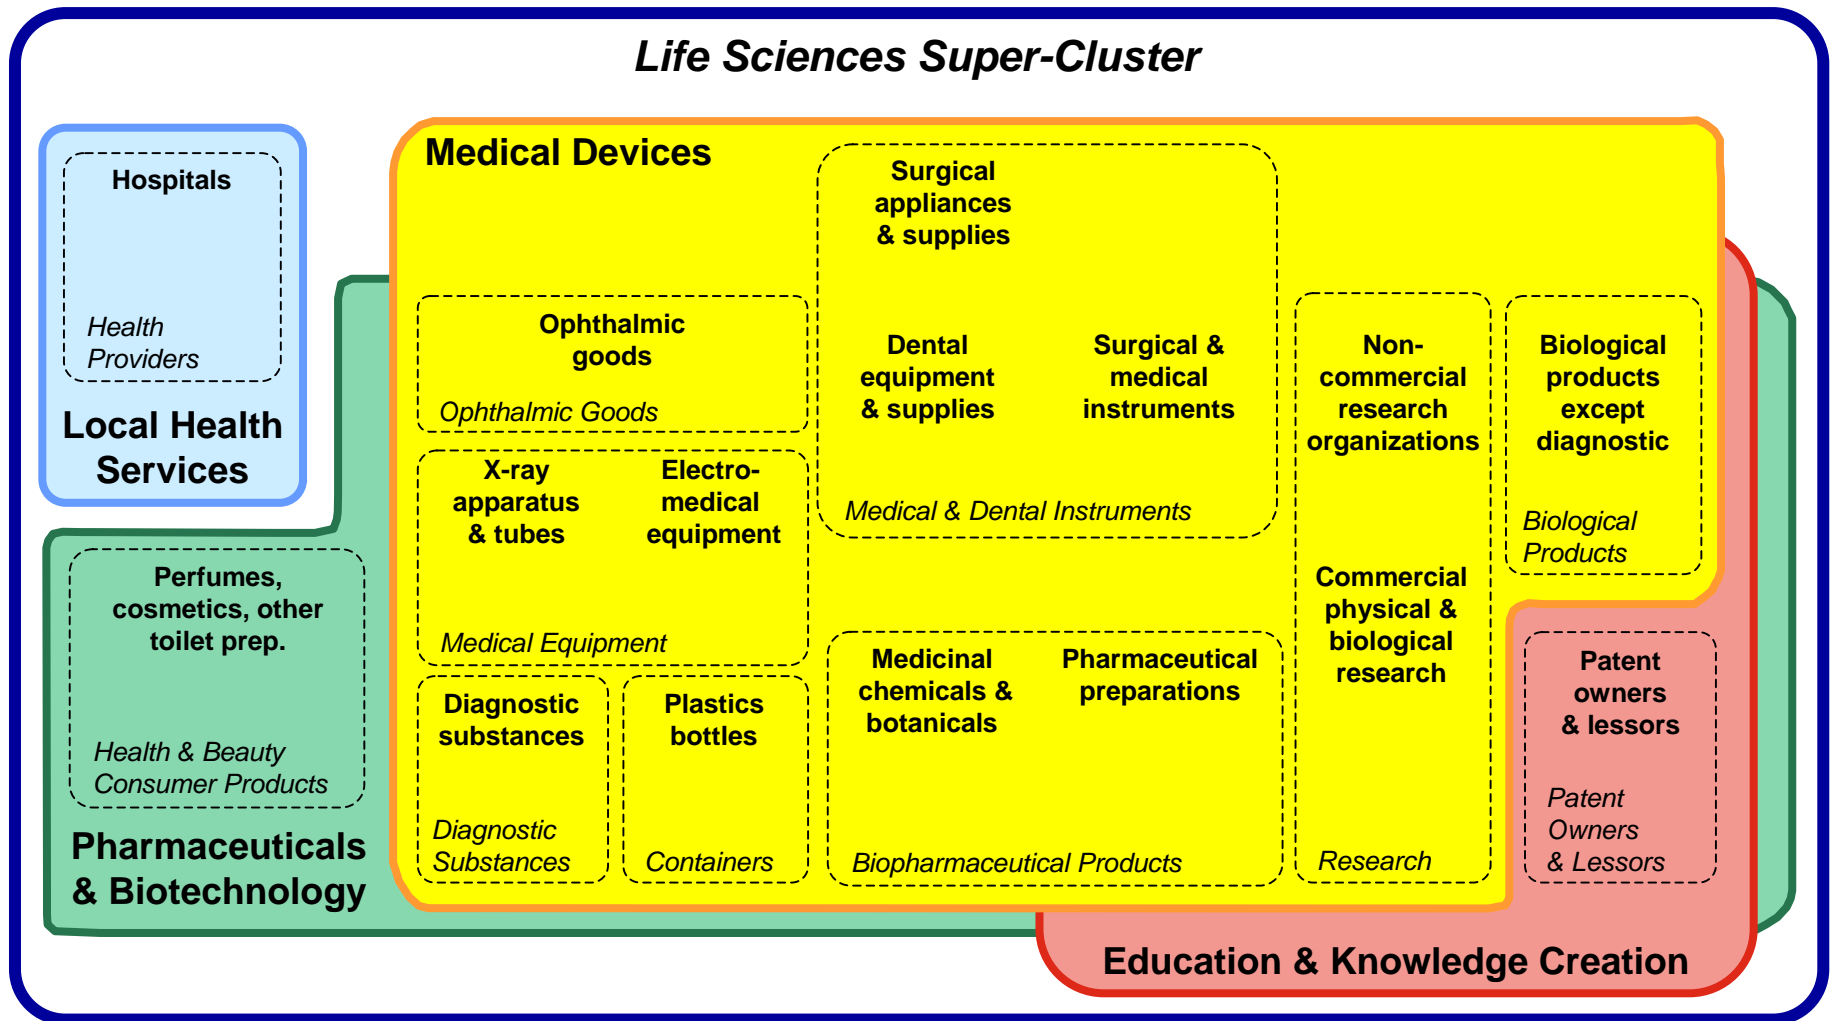 Life Sciences Super-Cluster
Hospitals
Health
Providers
Local Health
Services
Perfumes,
cosmetics, other
toilet prep.
Health & Beauty
Consumer Products
Pharmaceuticals
& Biotechnology
Medical Devices
Ophthalmic
goods
Ophthalmic Goods
X-ray
apparatus
& tubes
Electro-
medical
equipment
Medical Equipment
Diagnostic
substances
Diagnostic
Substances
Plastics
bottles
Containers
Surgical
appliances
& supplies
Dental
equipment
& supplies
Surgical &
medical
instruments
Medical & Dental Instruments
Medicinal
chemicals &
botanicals
Pharmaceutical
preparations
Biopharmaceutical Products
Non-
commercial
research
organizations
Commercial
physical &
biological
research
Research
Biological
products
except
diagnostic
Biological
Products
Patent
owners
& lessors
Patent
Owners
& Lessors
Education & Knowledge Creation